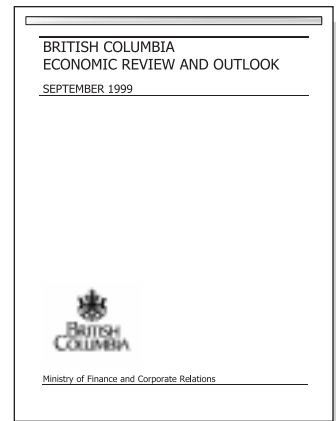 BRITISH COLUMBIA
ECONOMIC REVIEW AND OUTLOOK
SEPTEMBER 1999
BRITISH
COLUMBIA
Ministry of Finance and Corporate Relations